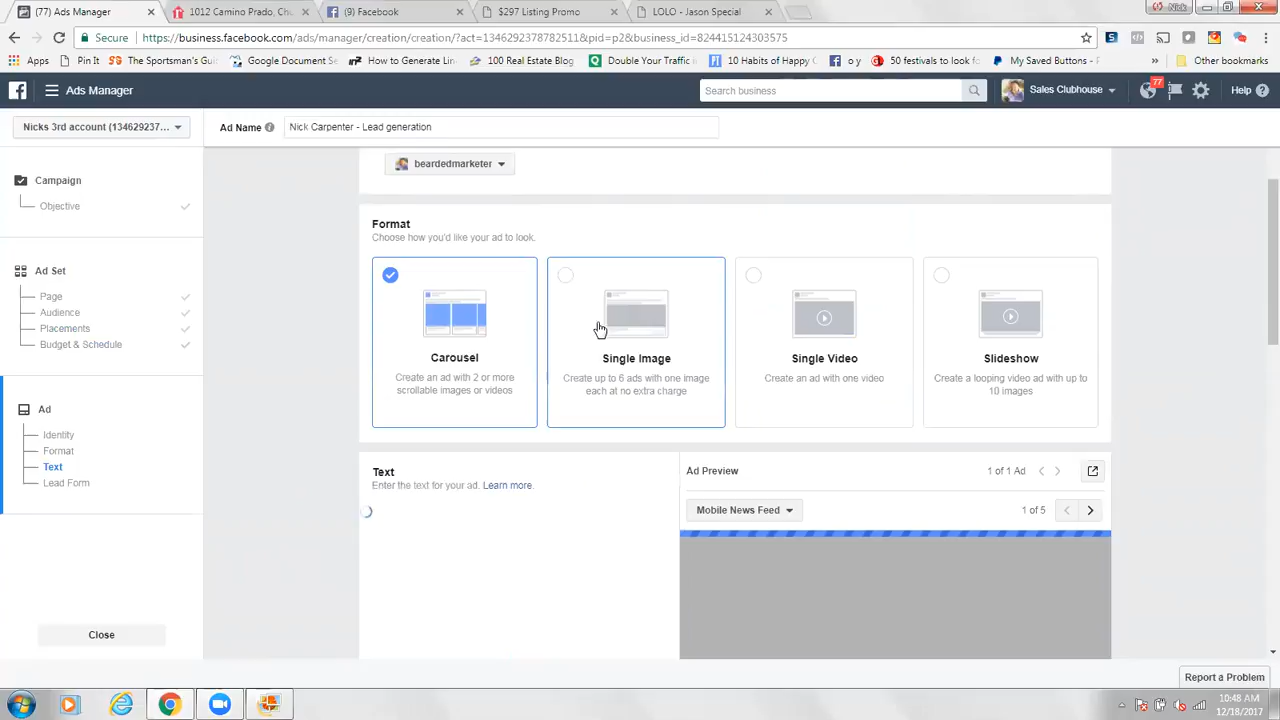 Nick
(77) Ads Manager
1012 Camino Prado, Chu
(9) Facebook
$297 Listing Promo
LOLO - Jason Special
Secure
https://business.facebook.com/ads/manager/creation/creation/?act=1346292378782511&pid=p2&business_id=824415124303575
Apps
Pin It
The Sportsman's Gu
Google Document Se
How to Generate Lin
100 Real Estate Blog
Double Your Traffic
10 Habits of Happy C
o y
50 festivals to look fo
My Saved Buttons - P
Other bookmarks
Ads Manager
Search business
Sales Clubhouse
77
Help
Nicks 3rd account (134629237...
Ad Name
Nick Carpenter - Lead generation
beardedmarketer
Campaign
Objective
Format
Choose how you'd like your ad to look.
Ad Set
Page
Audience
Placements
Budget & Schedule
Carousel
Create an ad with 2 or more
scrollable images or videos
Single Image
Create up to 6 ads with one image
each at no extra charge
Single Video
Create an ad with one video
Slideshow
Create a looping video ad with up to
10 images
Ad
Identity
Format
Text
Lead Form
Text
Enter the text for your ad. Learn more.
Ad Preview
1 of 1 Ad
Mobile News Feed
1 of 5
Close
Report a Problem
10:48 AM
12/18/2017